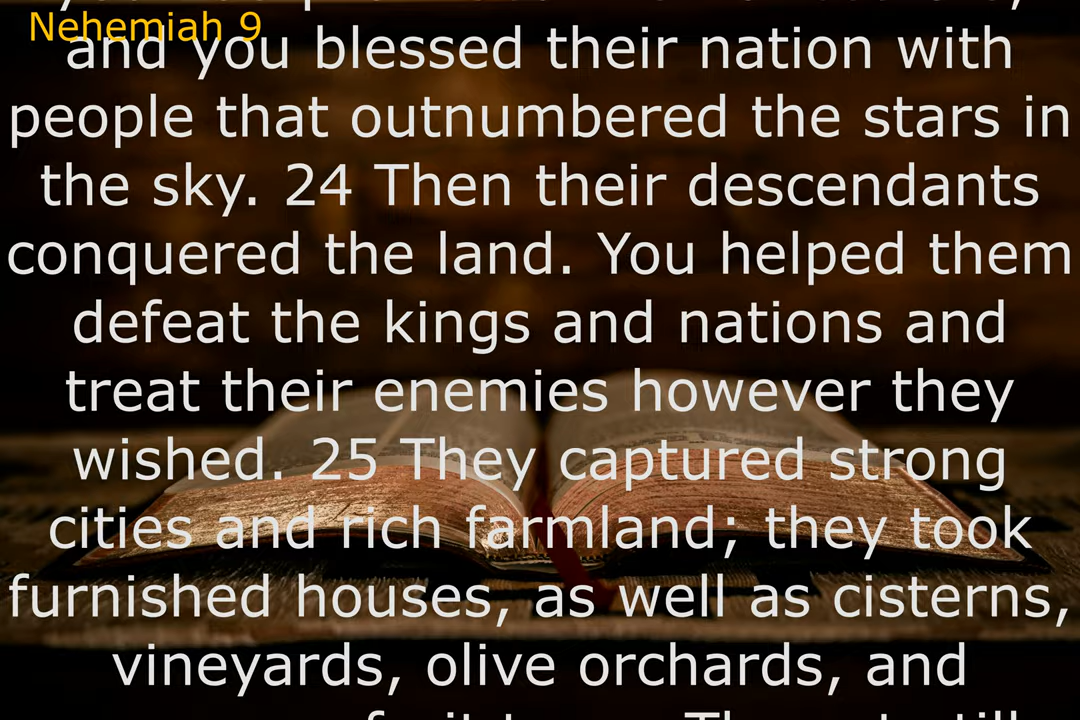 Nehemiah 9
and you blessed their nation with
people that outnumbered the stars in
the sky. 24 Then their descendants
conquered the land. You helped them
defeat the kings and nations and
treat their enemies however they
wished. 25 They captured strong
cities and rich farmland; they took
furnished houses, as well as cisterns,
vineyards, olive orchards, and